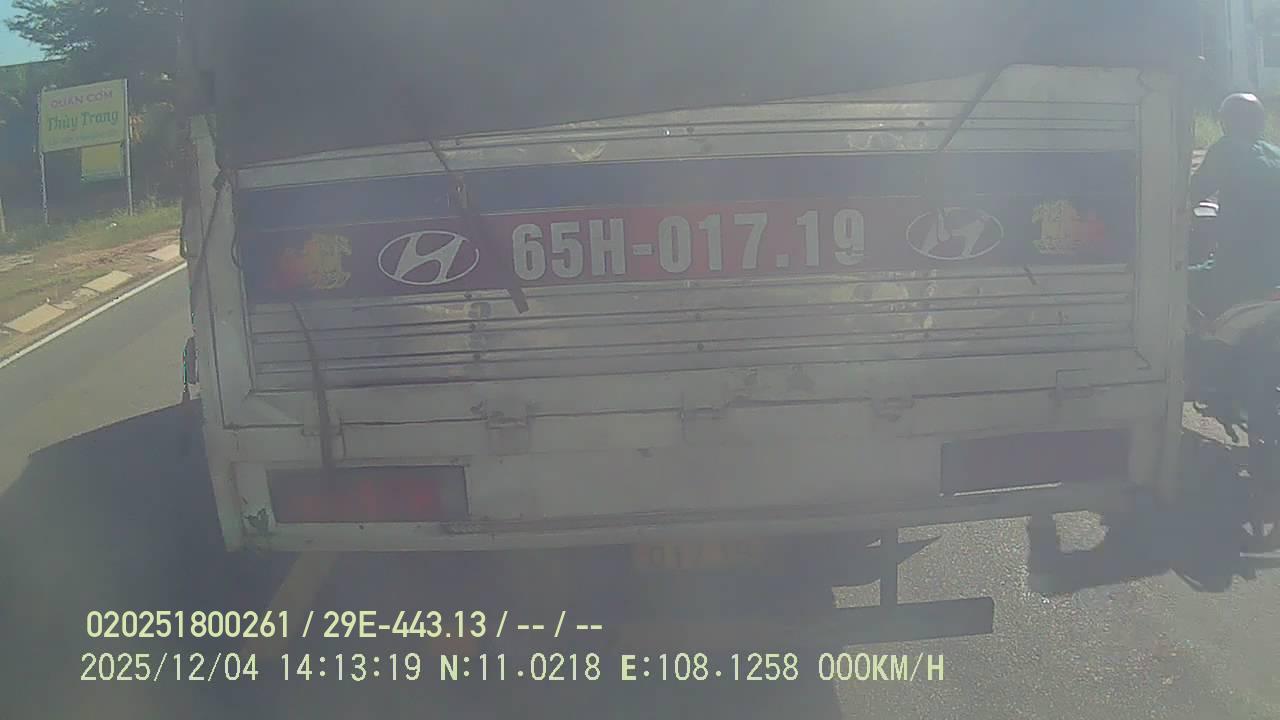 QUÁN CƠM
Thùy Trang
65H-017.19
020251800261 / 29E-443.13 / -- / --
2025/12/04 14:13:19 N:11.0218 E:108.1258 000KM/H